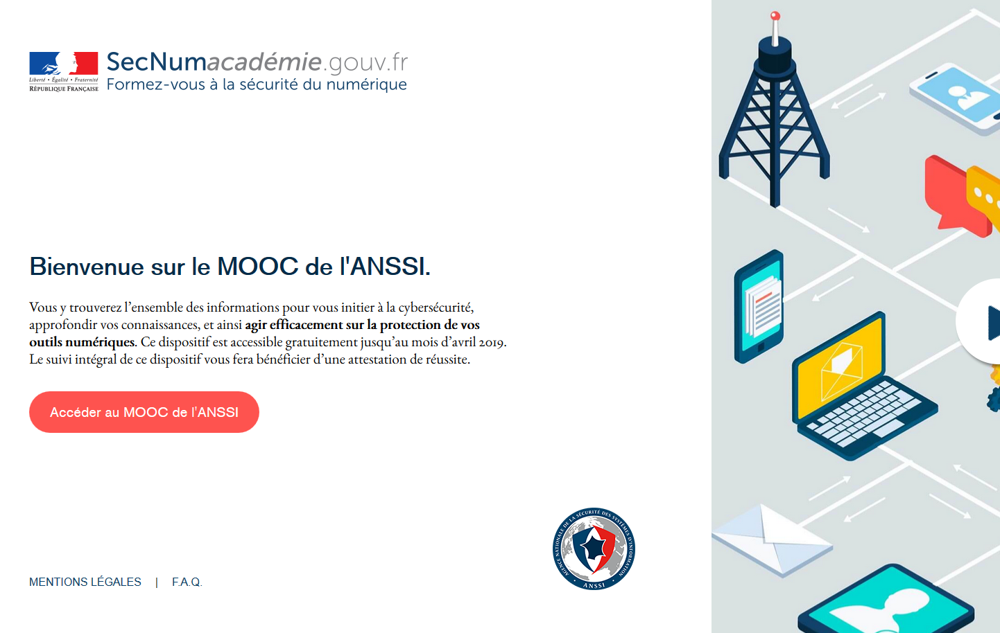 SecNumacadémie.gouv.fr
Formez-vous à la sécurité du numérique
Liberté • Égalité • Fraternité
RÉPUBLIQUE FRANÇAISE
Bienvenue sur le MOOC de l'ANSSI.
Vous y trouverez l’ensemble des informations pour vous initier à la cybersécurité,
approfondir vos connaissances, et ainsi agir efficacement sur la protection de vos
outils numériques. Ce dispositif est accessible gratuitement jusqu’au mois d’avril 2019.
Le suivi intégral de ce dispositif vous fera bénéficier d’une attestation de réussite.
Accéder au MOOC de l'ANSSI
AGENCE NATIONALE DE LA SÉCURITÉ DES SYSTÈMES D'INFORMATION
ANSSI
MENTIONS LÉGALES | F.A.Q.